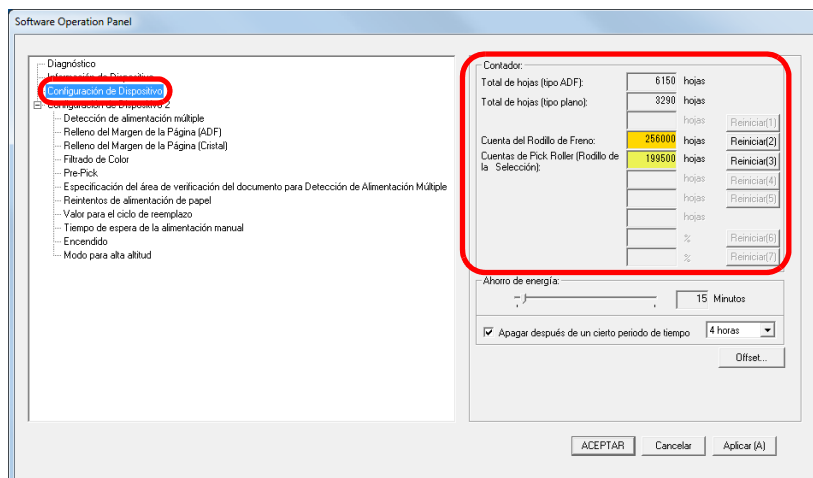 Software Operation Panel
Diagnóstico
Información de Dispositivo
Configuración de Dispositivo
Configuración de Dispositivo 2
Detección de alimentación múltiple
Relleno del Margen de la Página (ADF)
Relleno del Margen de la Página (Cristal)
Filtrado de Color
Pre-Pick
Especificación del área de verificación del documento para Detección de Alimentación Múltiple
Reintentos de alimentación de papel
Valor para el ciclo de reemplazo
Tiempo de espera de la alimentación manual
Encendido
Modo para alta altitud
Contador:
Total de hojas (tipo ADF): 6150 hojas
Total de hojas (tipo plano): 3290 hojas
hojas Reiniciar(1)
Cuenta del Rodillo de Freno: 256000 hojas Reiniciar(2)
Cuentas de Pick Roller (Rodillo de 199500 hojas Reiniciar(3)
la Selección):
hojas Reiniciar(4)
hojas Reiniciar(5)
hojas
% Reiniciar(6)
% Reiniciar(7)
Ahorro de energía:
15 Minutos
Apagar después de un cierto periodo de tiempo 4 horas
Offset...
ACEPTAR Cancelar Aplicar (A)